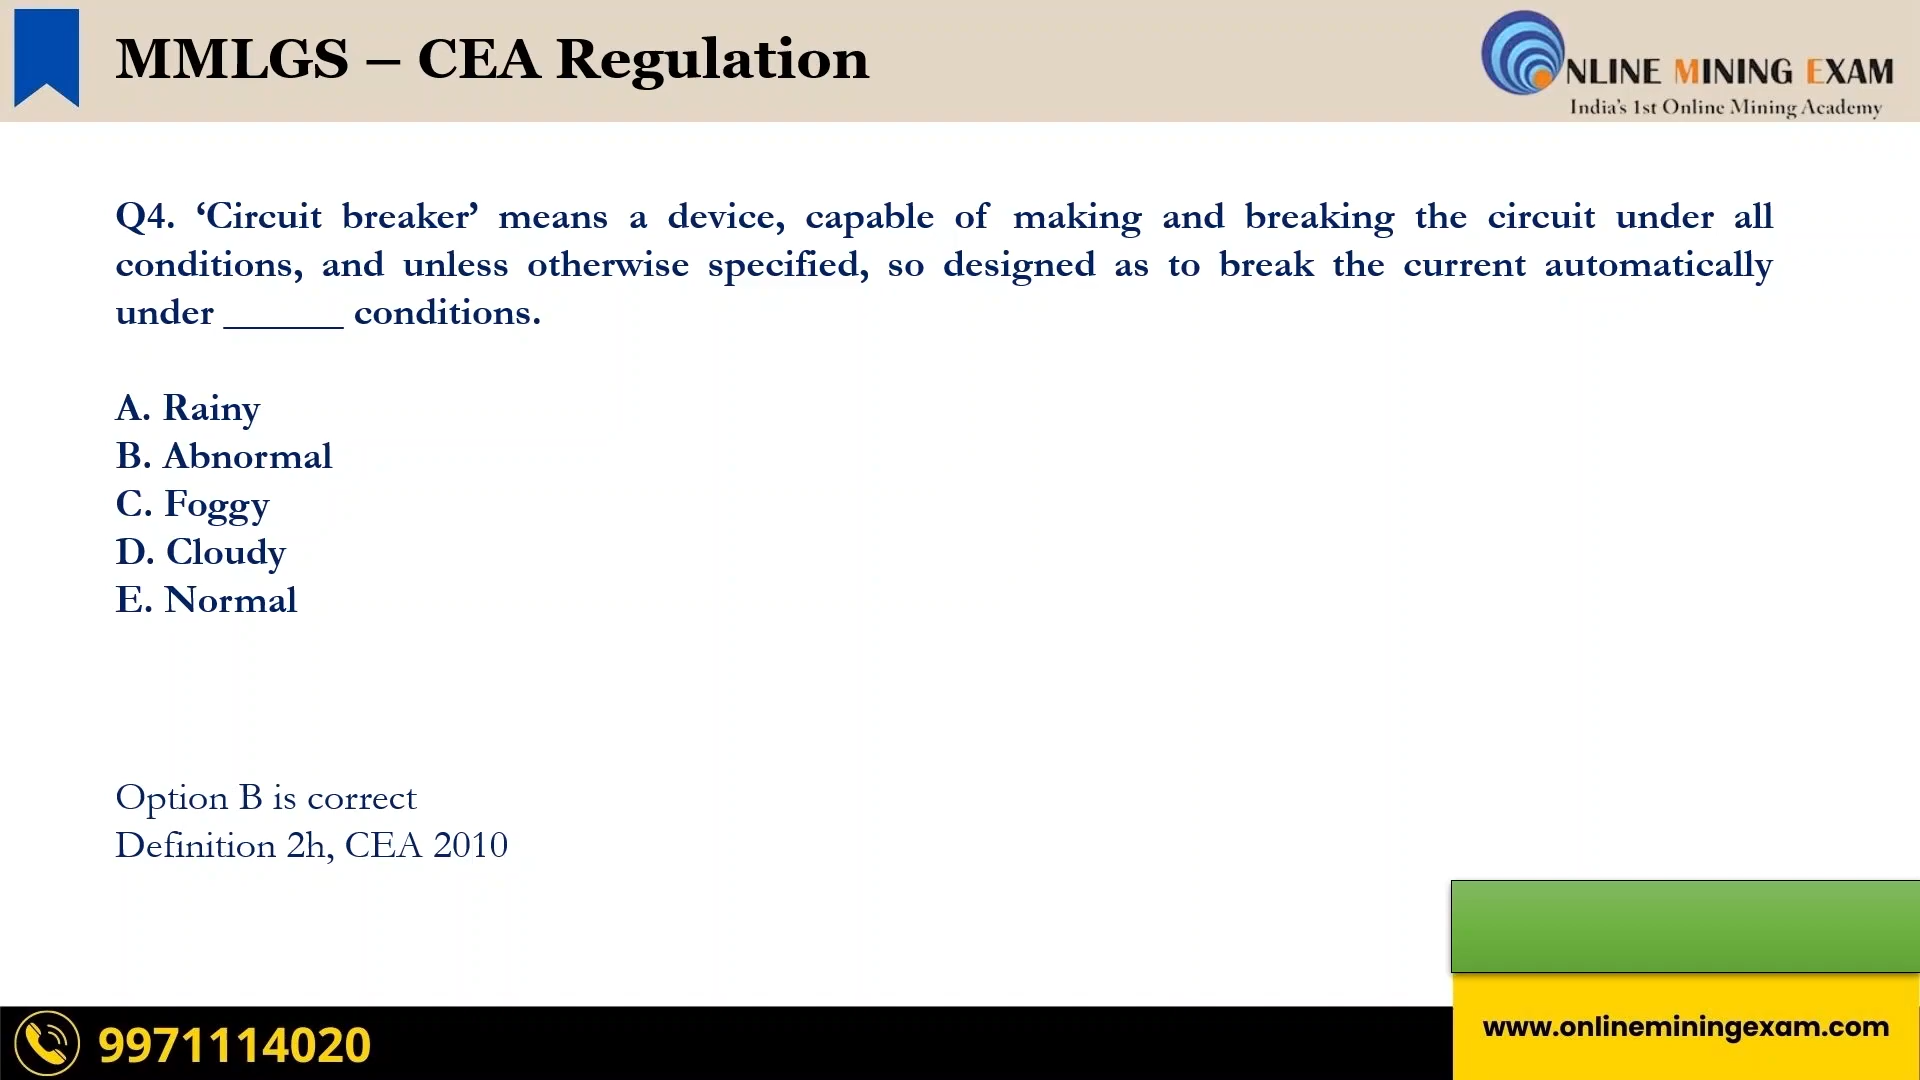 MMLGS – CEA Regulation
NLINE MINING EXAM
India's 1st Online Mining Academy
Q4. ‘Circuit breaker’ means a device, capable of making and breaking the circuit under all
conditions, and unless otherwise specified, so designed as to break the current automatically
under ______ conditions.
A. Rainy
B. Abnormal
C. Foggy
D. Cloudy
E. Normal
Option B is correct
Definition 2h, CEA 2010
9971114020
www.onlineminingexam.com